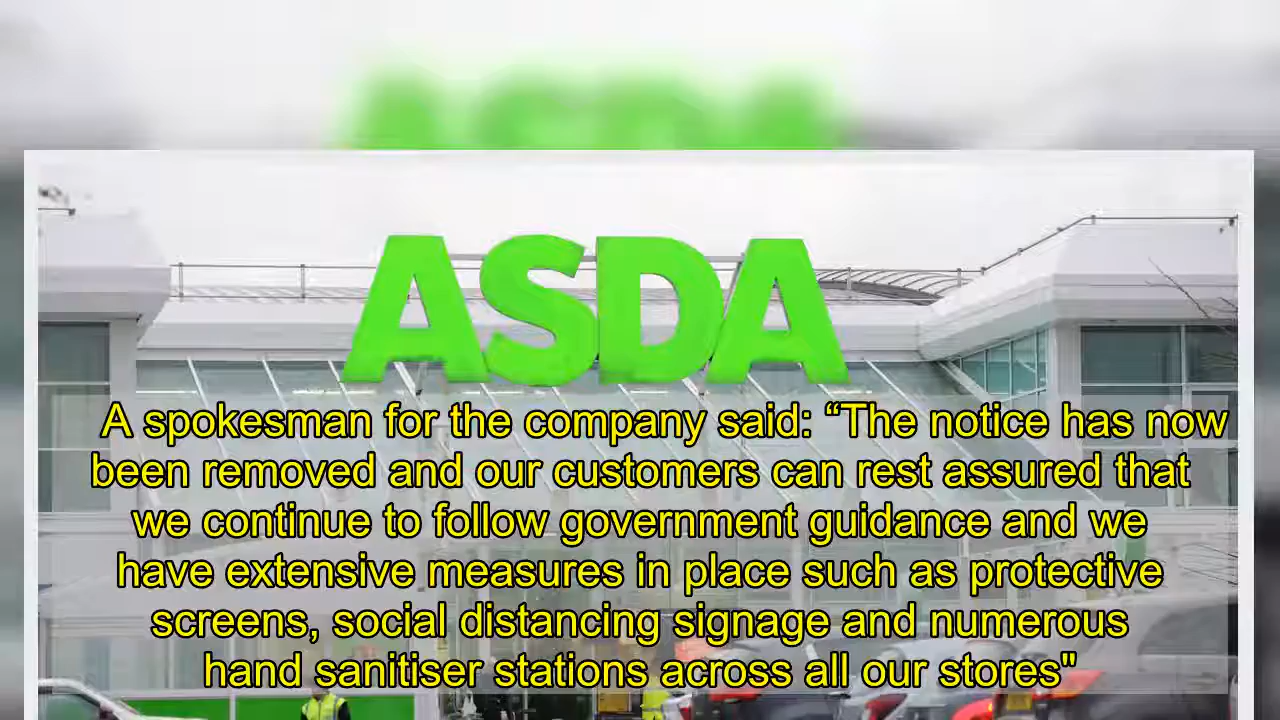 ASDA
A spokesman for the company said: “The notice has now
been removed and our customers can rest assured that
we continue to follow government guidance and we
have extensive measures in place such as protective
screens, social distancing signage and numerous
hand sanitiser stations across all our stores"